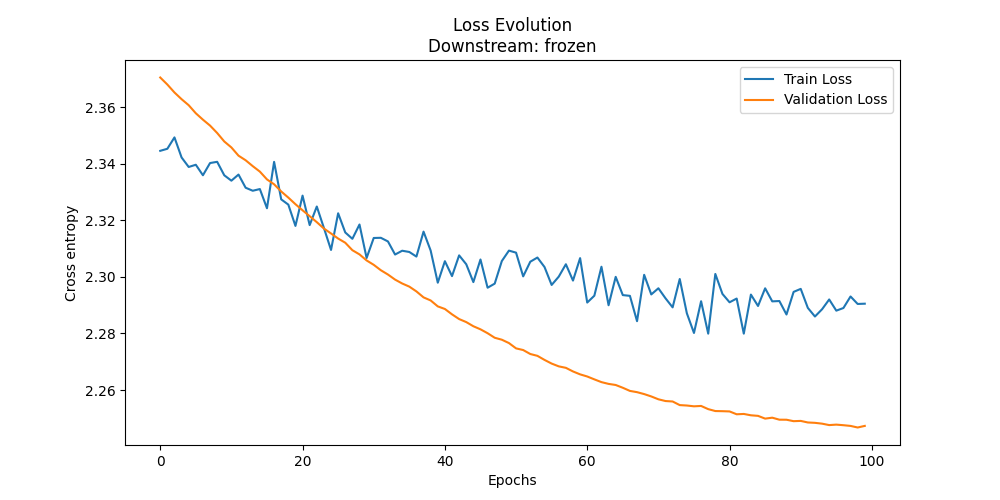 Loss Evolution
Downstream: frozen
Train Loss
Validation Loss
2.36
2.34
2.32
2.30
2.28
2.26
Cross entropy
0
20
40
60
80
100
Epochs